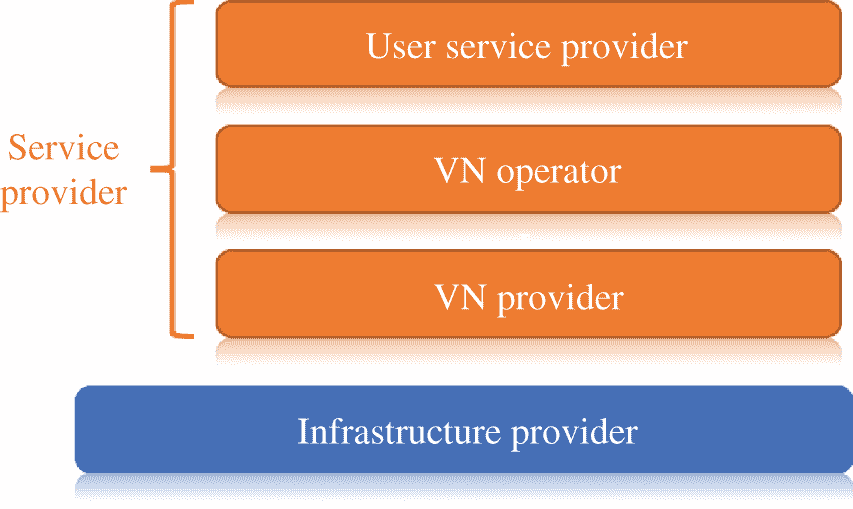 User service provider
Service
provider
VN operator
VN provider
Infrastructure provider